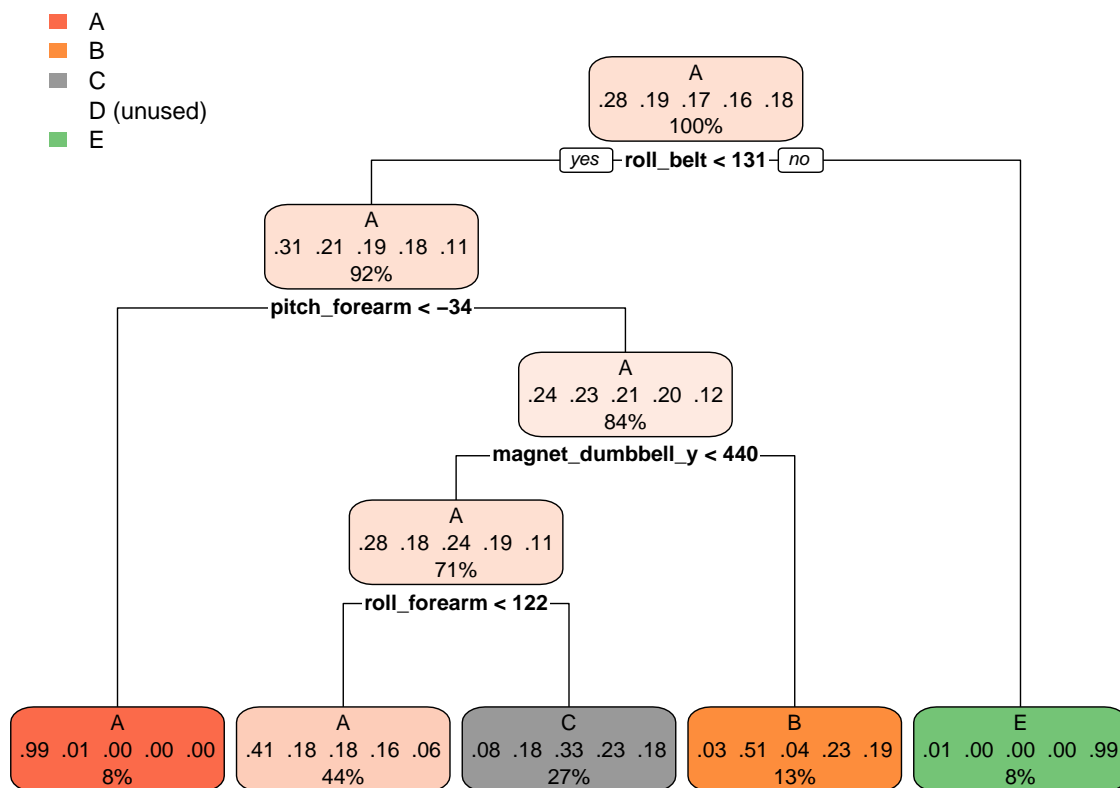 A
B
C
D (unused)
E
A
.28 .19 .17 .16 .18
100%
yes roll_belt < 131 no
A
.31 .21 .19 .18 .11
92%
pitch_forearm < −34
A
.24 .23 .21 .20 .12
84%
magnet_dumbbell_y < 440
A
.28 .18 .24 .19 .11
71%
roll_forearm < 122
A
.99 .01 .00 .00 .00
8%
A
.41 .18 .18 .16 .06
44%
C
.08 .18 .33 .23 .18
27%
B
.03 .51 .04 .23 .19
13%
E
.01 .00 .00 .00 .99
8%